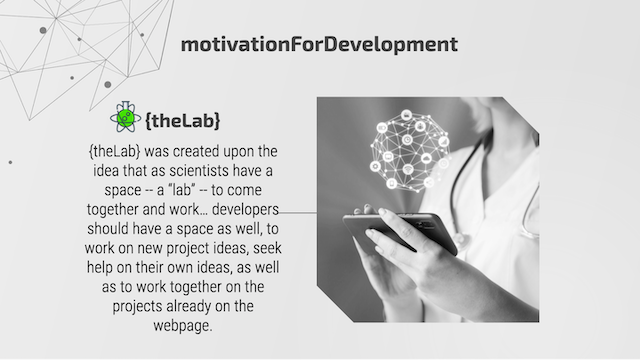 motivationForDevelopment
{theLab}
{theLab} was created upon the
idea that as scientists have a
space -- a “lab” -- to come
together and work... developers
should have a space as well, to
work on new project ideas, seek
help on their own ideas, as well
as to work together on the
projects already on the
webpage.